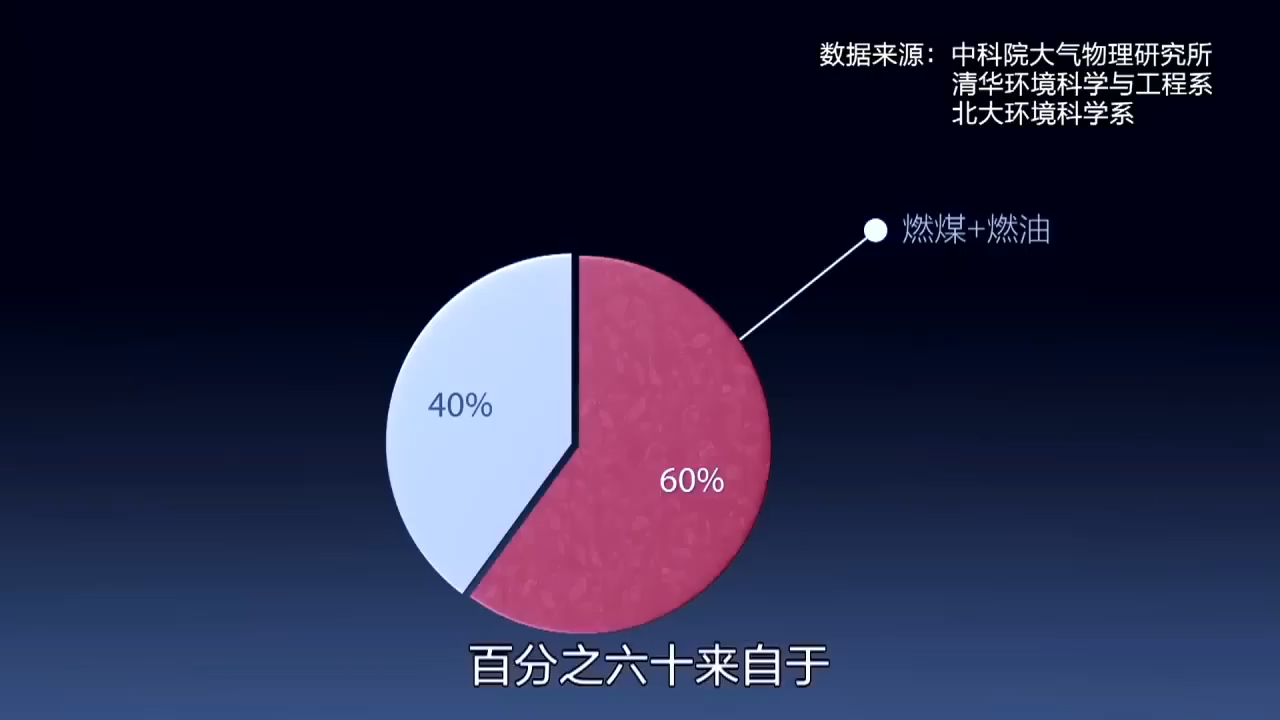 数据来源：中科院大气物理研究所
清华环境科学与工程系
北大环境科学系
燃煤+燃油
40%
60%
百分之六十来自于